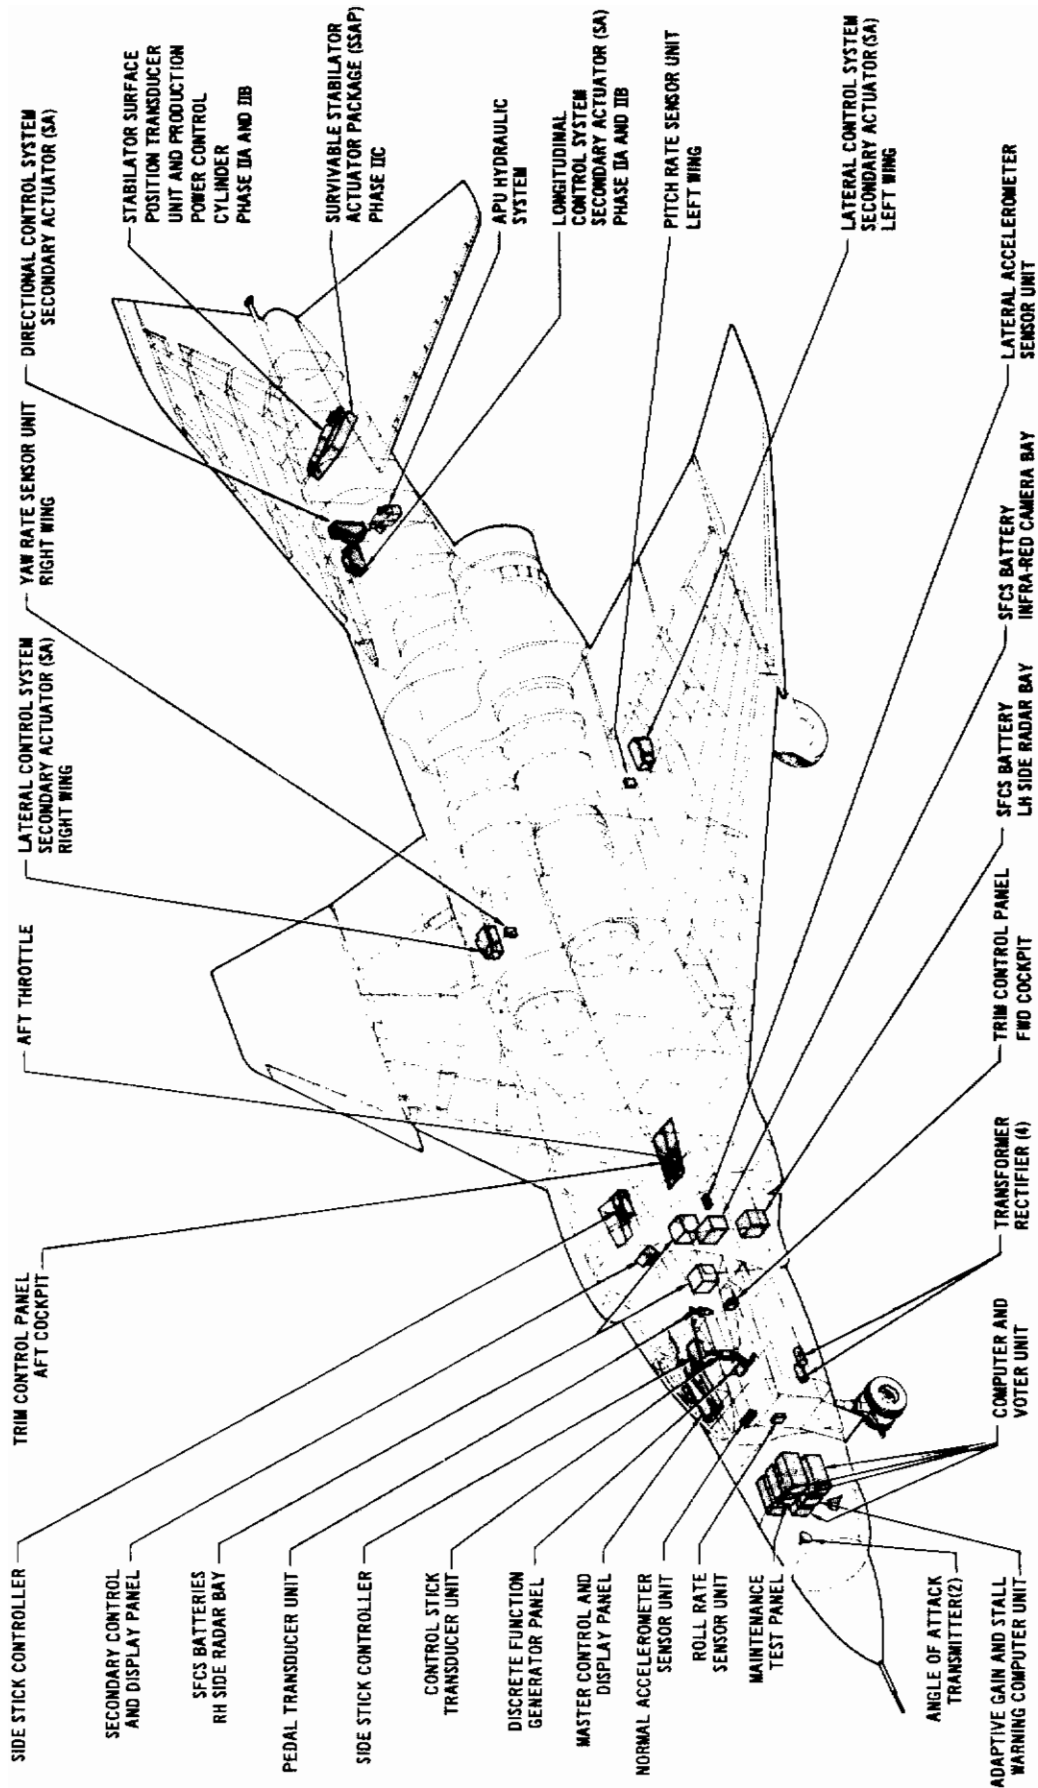 SIDE STICK CONTROLLER
TRIM CONTROL PANEL
AFT COCKPIT
AFT THROTTLE
LATERAL CONTROL SYSTEM
SECONDARY ACTUATOR (SA)
RIGHT WING
YAW RATE SENSOR UNIT
RIGHT WING
DIRECTIONAL CONTROL SYSTEM
SECONDARY ACTUATOR (SA)
SECONDARY CONTROL
AND DISPLAY PANEL
SFCS BATTERIES
RH SIDE RADAR BAY
PEDAL TRANSDUCER UNIT
SIDE STICK CONTROLLER
CONTROL STICK
TRANSDUCER UNIT
DISCRETE FUNCTION
GENERATOR PANEL
MASTER CONTROL AND
DISPLAY PANEL
NORMAL ACCELEROMETER
SENSOR UNIT
ROLL RATE
SENSOR UNIT
MAINTENANCE
TEST PANEL
ANGLE OF ATTACK
TRANSMITTER(2)
ADAPTIVE GAIN AND STALL
WARNING COMPUTER UNIT
STABILATOR SURFACE
POSITION TRANSDUCER
UNIT AND PRODUCTION
POWER CONTROL
CYLINDER
PHASE IIA AND IIB
SURVIVABLE STABILATOR
ACTUATOR PACKAGE (SSAP)
PHASE IIC
APU HYDRAULIC
SYSTEM
LONGITUDINAL
CONTROL SYSTEM
SECONDARY ACTUATOR (SA)
PHASE IIA AND IIB
PITCH RATE SENSOR UNIT
LEFT WING
LATERAL CONTROL SYSTEM
SECONDARY ACTUATOR(SA)
LEFT WING
COMPUTER AND
VOTER UNIT
TRANSFORMER
RECTIFIER (4)
TRIM CONTROL PANEL
FWD COCKPIT
SFCS BATTERY
LH SIDE RADAR BAY
SFCS BATTERY
INFRA-RED CAMERA BAY
LATERAL ACCELEROMETER
SENSOR UNIT